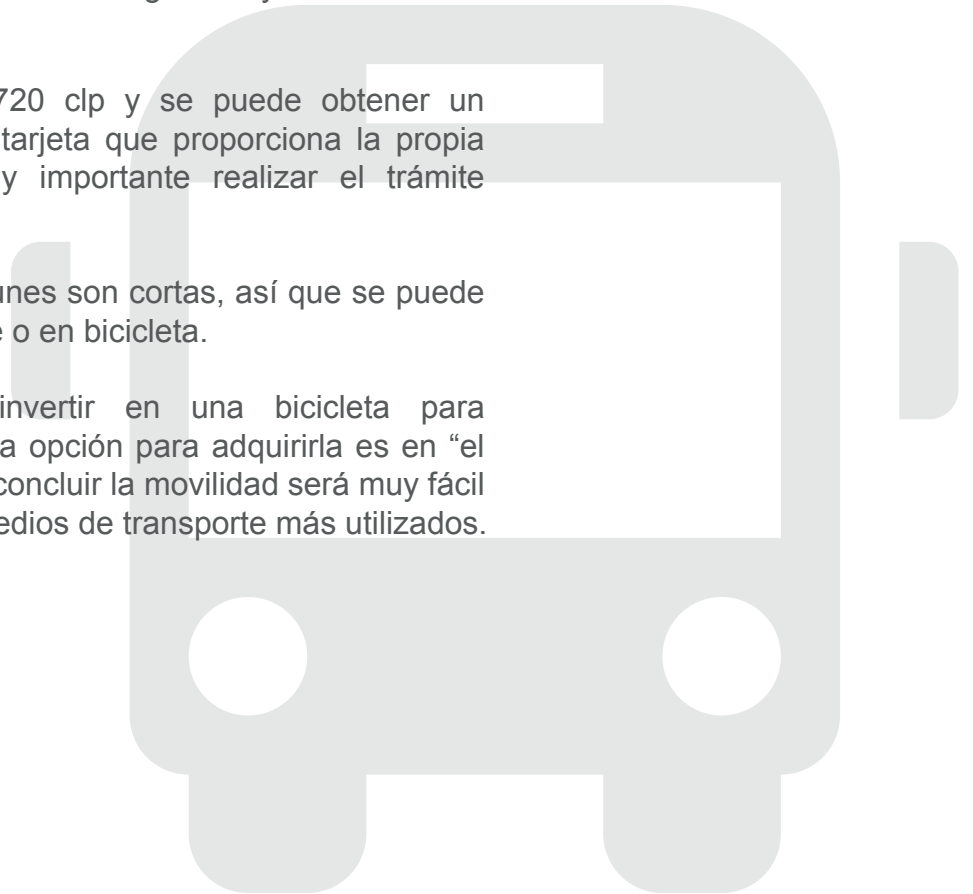 720 clp y se puede obtener un
tarjeta que proporciona la propia
y importante realizar el trámite
unes son cortas, así que se puede
e o en bicicleta.
invertir en una bicicleta para
a opción para adquirirla es en “el
concluir la movilidad será muy fácil
edios de transporte más utilizados.